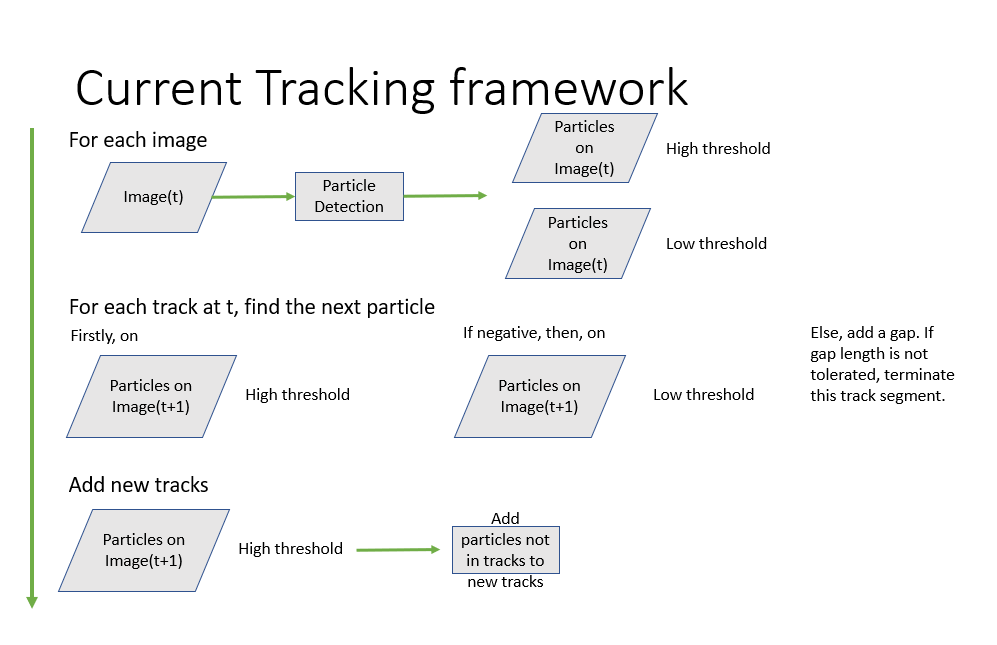 Current Tracking framework
For each image
Image(t)
Particle
Detection
Particles
on
Image(t)
High threshold
Particles
on
Image(t)
Low threshold
For each track at t, find the next particle
Firstly, on
Particles on
Image(t+1)
High threshold
If negative, then, on
Particles on
Image(t+1)
Low threshold
Else, add a gap. If
gap length is not
tolerated, terminate
this track segment.
Add new tracks
Particles on
Image(t+1)
High threshold
Add
particles not
in tracks to
new tracks